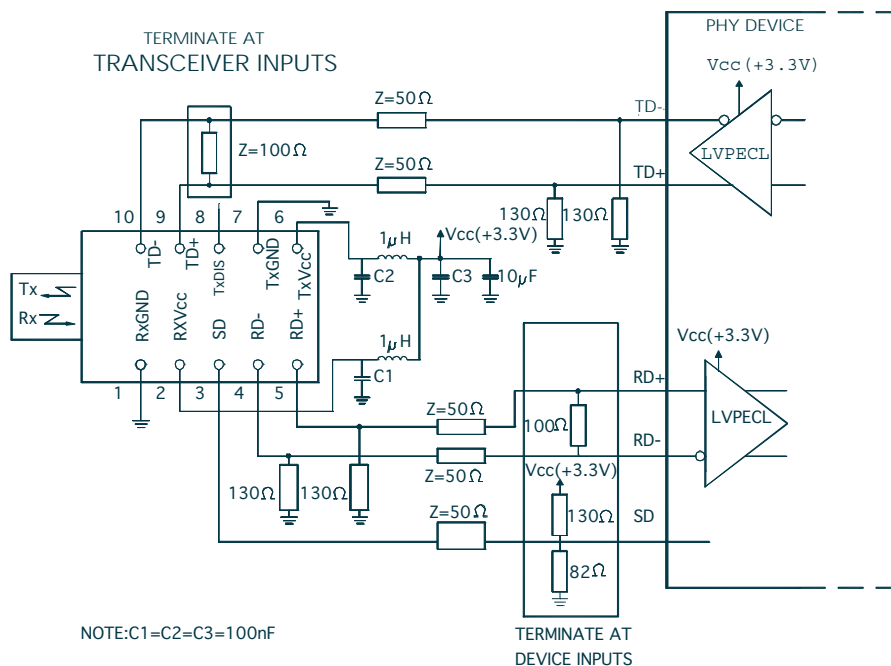 PHY DEVICE
TERMINATE AT
TRANSCEIVER INPUTS
Vcc(+3.3V)
Z=50Ω
TD-
LVPECL
Z=100Ω
Z=50Ω
TD+
130Ω
130Ω
10 9 8 7 6
TD- TD+ TxDIS TxGND TxVcc
1μH
Vcc(+3.3V)
C2
C3
10μF
Tx
Rx
RxGND RXVcc SD RD- RD+
1μH
C1
1 2 3 4 5
Vcc(+3.3V)
RD+
LVPECL
Z=50Ω
100Ω
RD-
Z=50Ω
Vcc(+3.3V)
130Ω
130Ω
Z=50Ω
130Ω
SD
82Ω
NOTE:C1=C2=C3=100nF
TERMINATE AT
DEVICE INPUTS